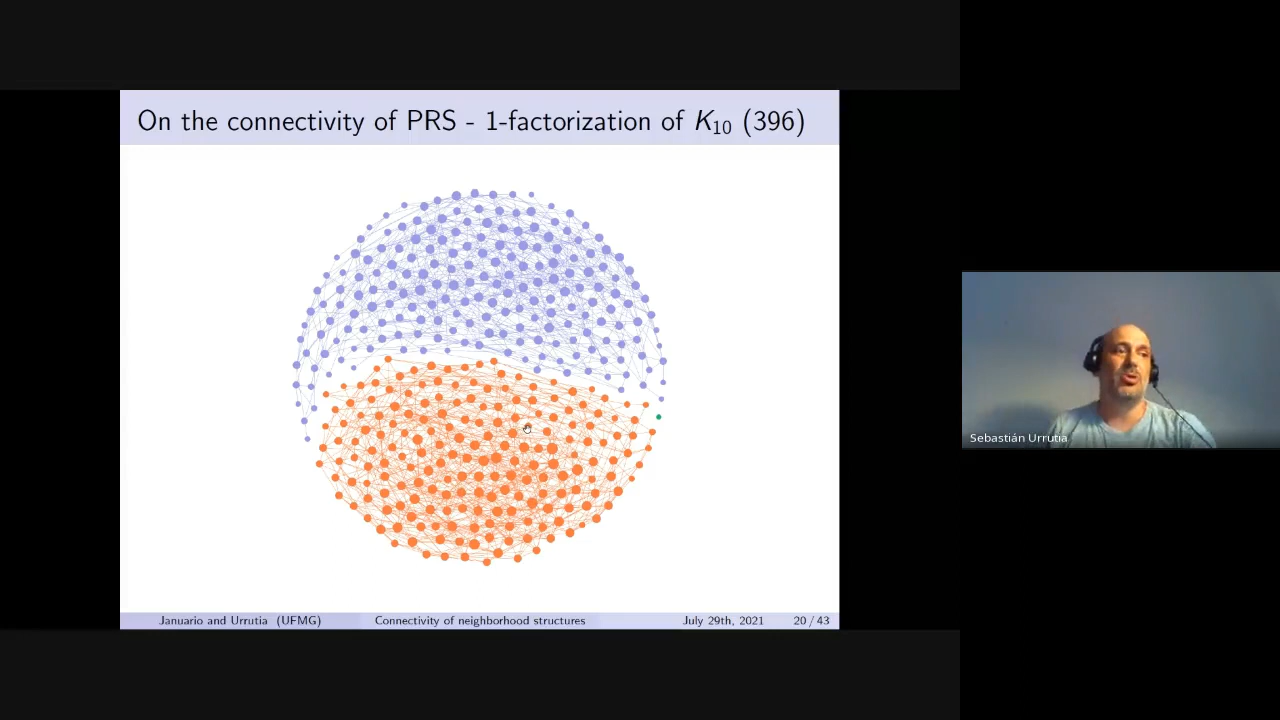 On the connectivity of PRS - 1-factorization of K10 (396)
Sebastián Urrutia
Januario and Urrutia (UFMG) Connectivity of neighborhood structures July 29th, 2021 20 / 43